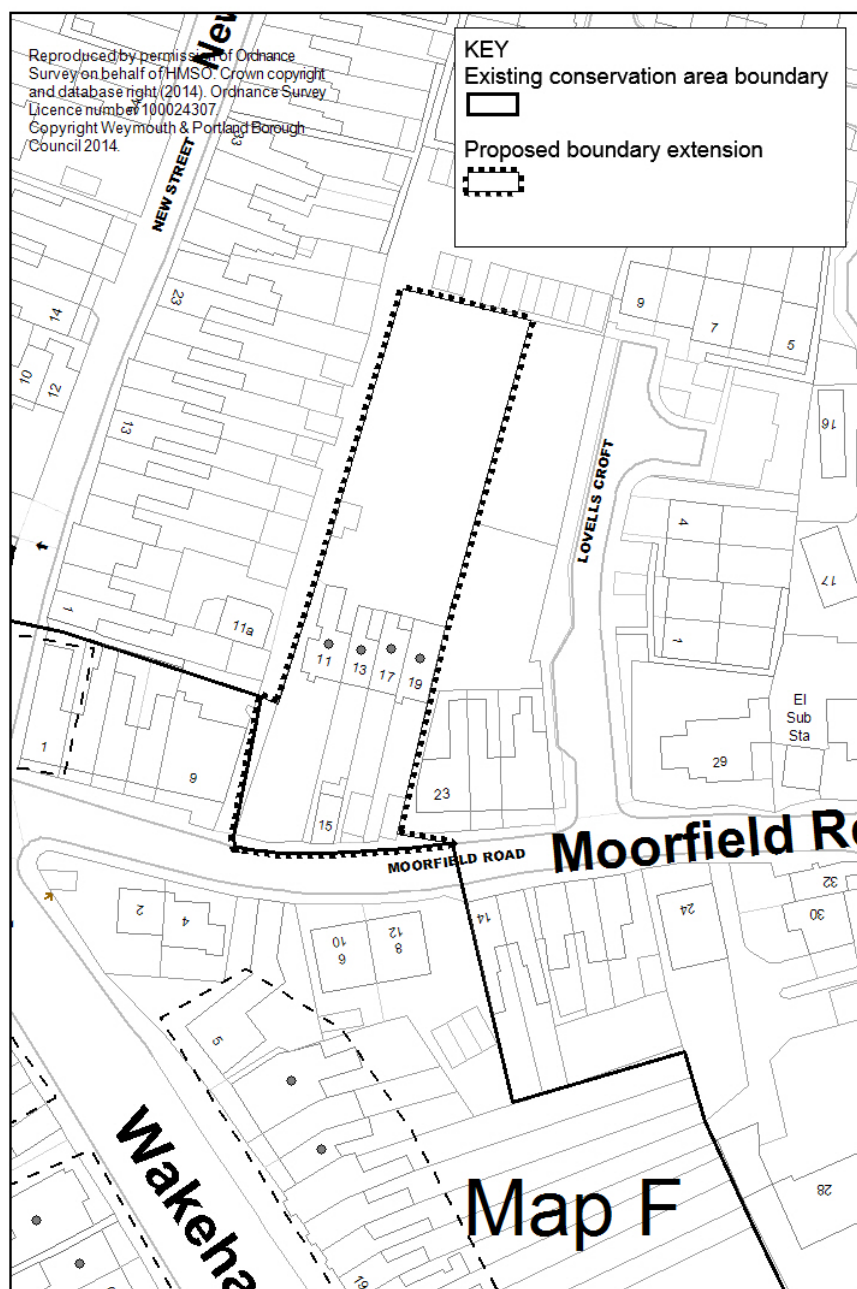 Reproduced by permission of Ordnance
Survey on behalf of HMSO. Crown copyright
and database right (2014). Ordnance Survey
Licence number 100024307.
Copyright Weymouth & Portland Borough
Council 2014.
KEY
Existing conservation area boundary
Proposed boundary extension
New
NEW STREET
33
23
14
10
12
13
1
11a
9
7
5
16
LOVELLS CROFT
4
17
1
11
13
17
19
El
Sub
Sta
29
1
9
23
15
MOORFIELD ROAD
Moorfield Ro
2
4
10
6
12
8
14
24
32
30
5
Wakeha
Map F
28
19